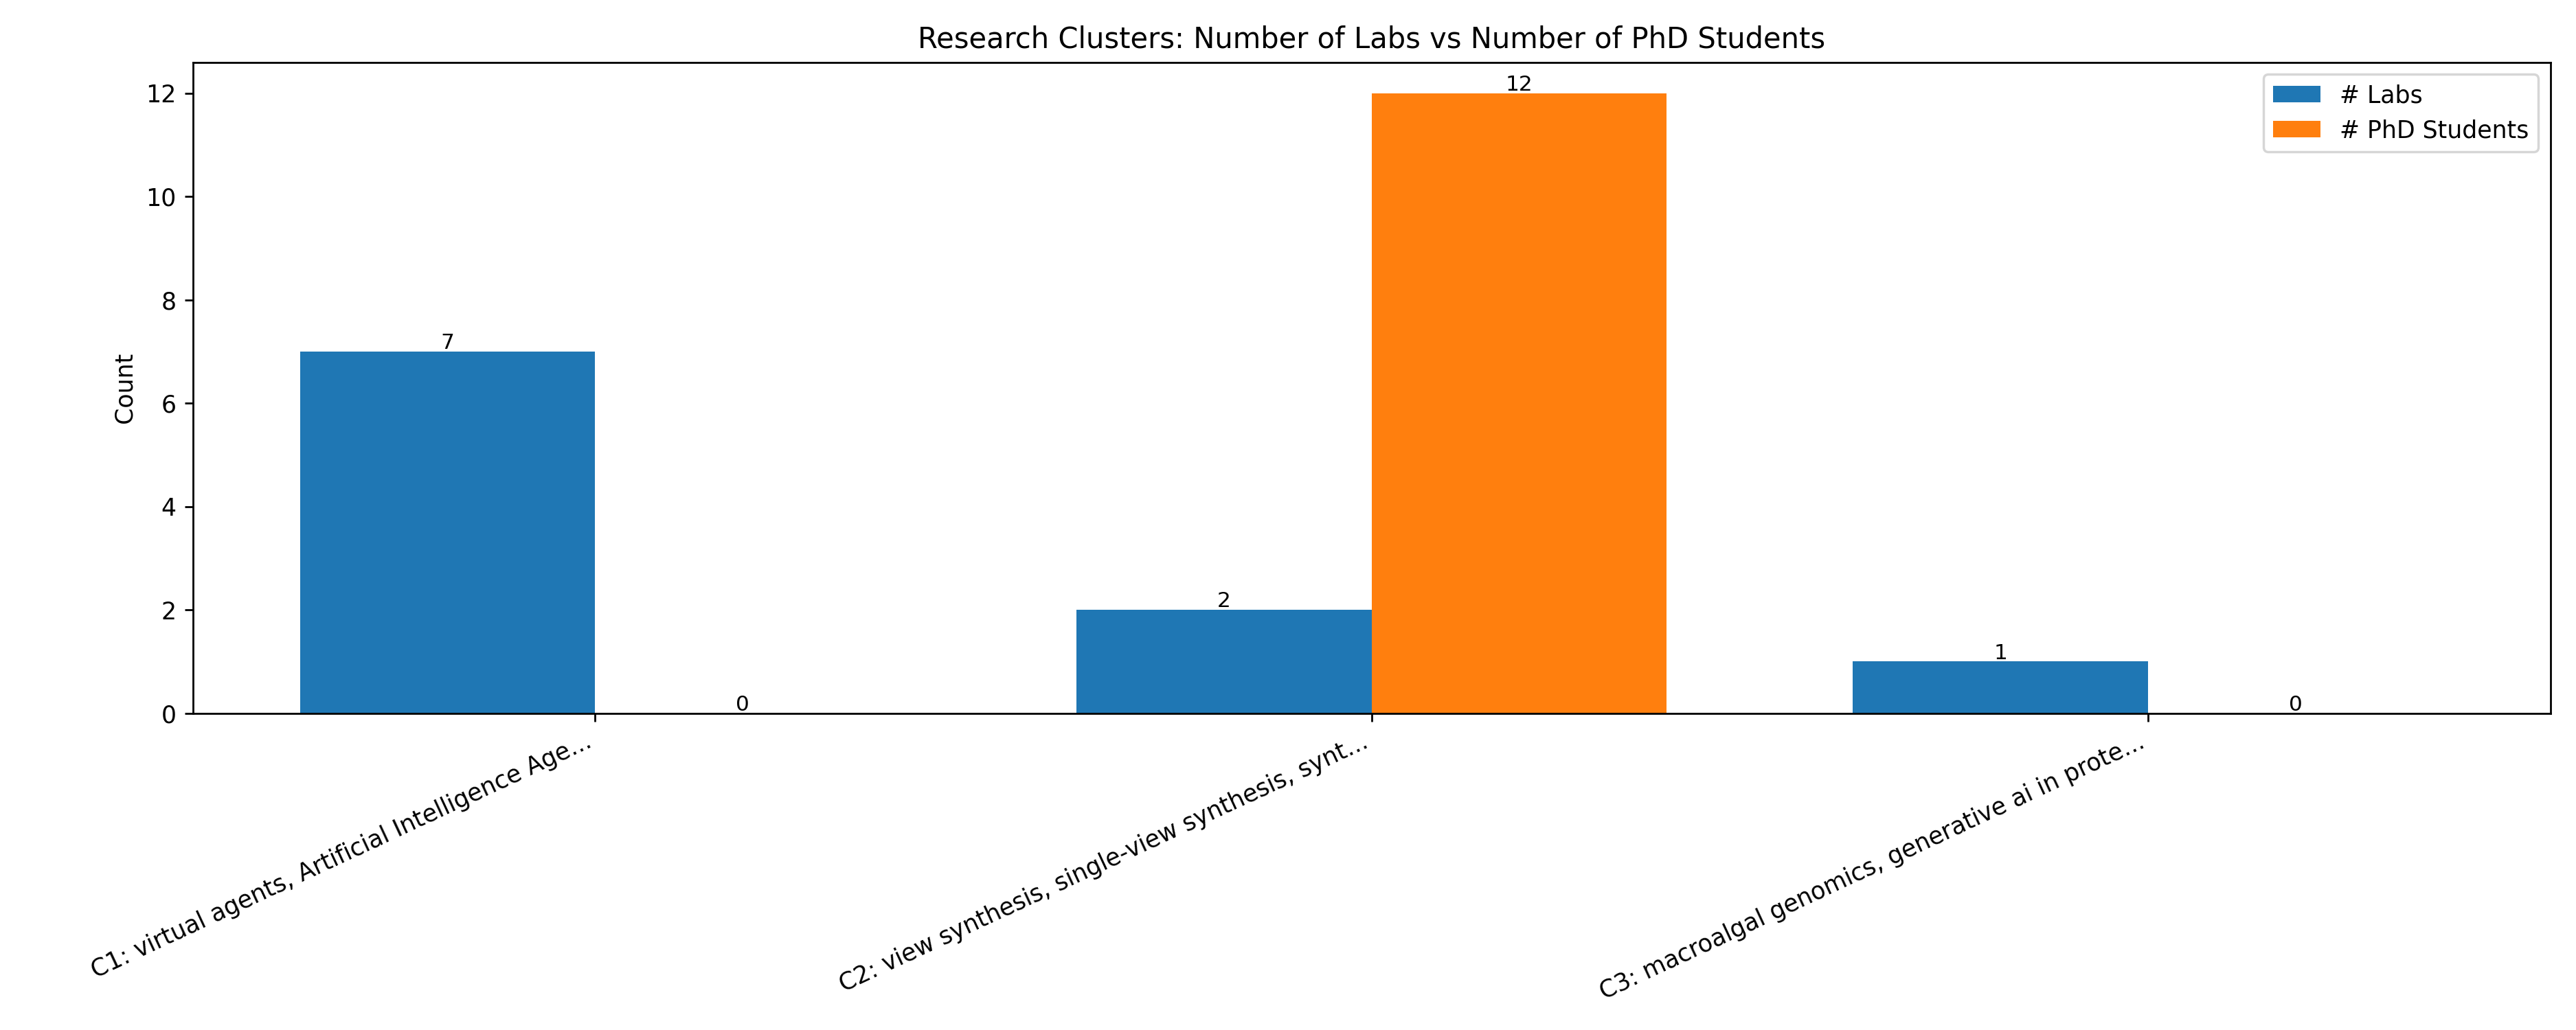 Research Clusters: Number of Labs vs Number of PhD Students
# Labs
# PhD Students
Count
12
10
8
6
4
2
0
7
0
2
12
1
0
C1: virtual agents, Artificial Intelligence Age...
C2: view synthesis, single-view synthesis, synt...
C3: macroalgal genomics, generative ai in prote...